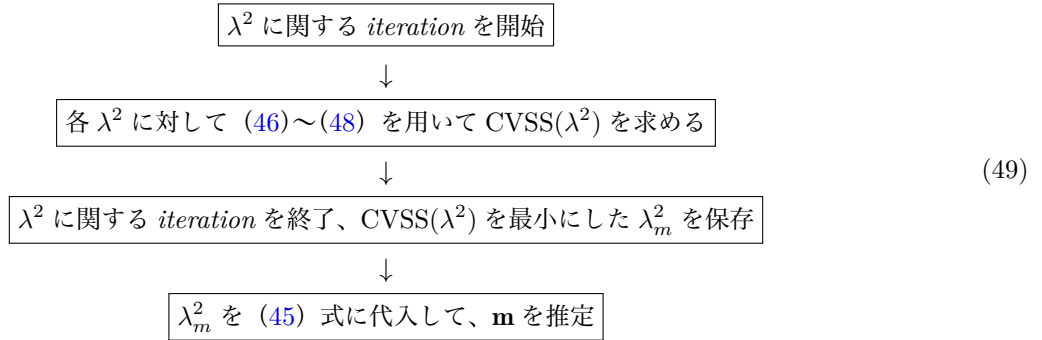 λ² に関する iteration を開始
↓
各 λ² に対して（46）～（48）を用いて CVSS(λ²) を求める
↓
(49)
λ² に関する iteration を終了、CVSS(λ²) を最小にした λ²ₘ を保存
↓
λ²ₘ を（45）式に代入して、m を推定